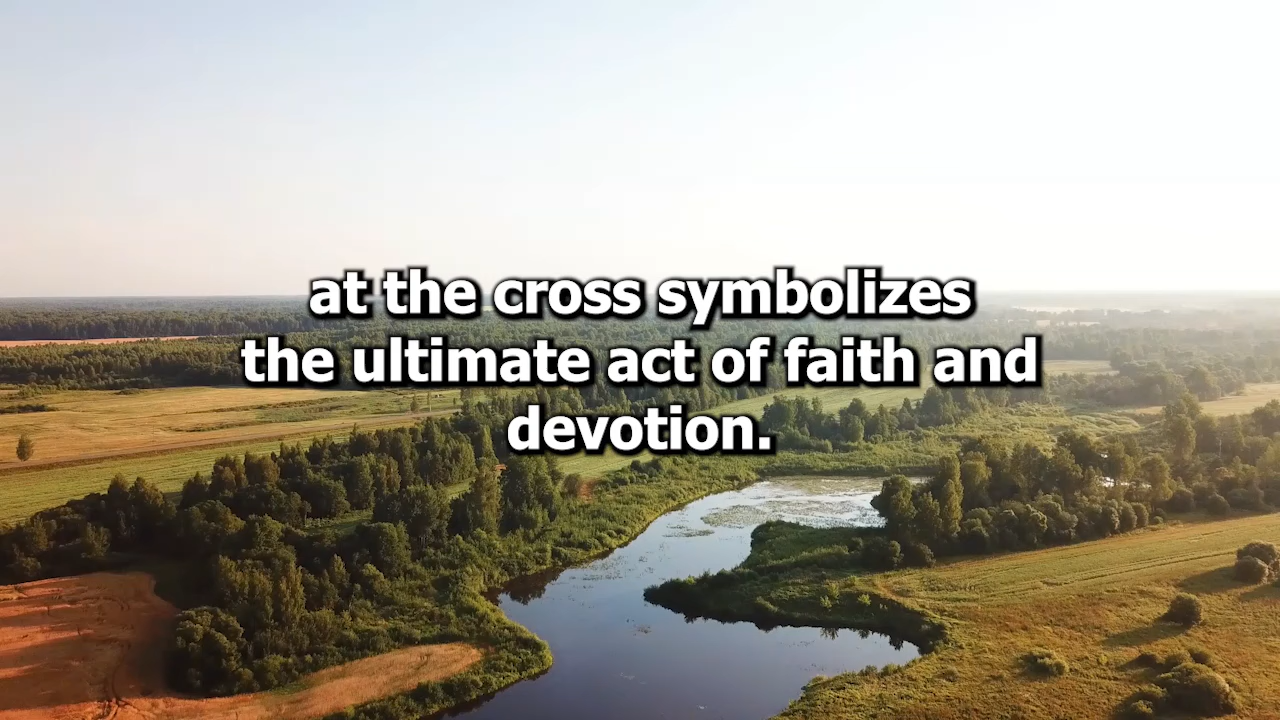 at the cross symbolizes
the ultimate act of faith and
devotion.